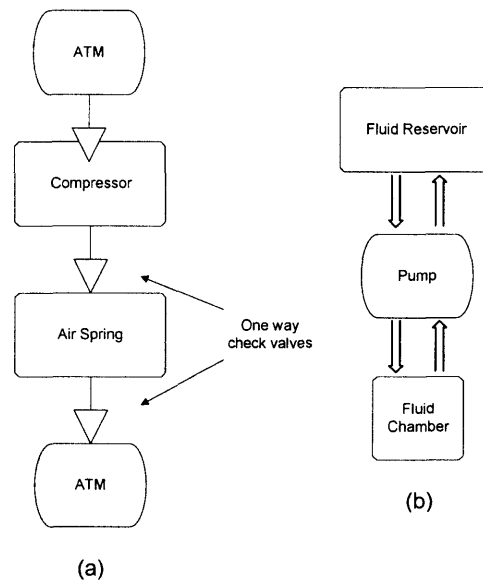 ATM
Compressor
Air Spring
One way
check valves
ATM
(a)
Fluid Reservoir
Pump
Fluid
Chamber
(b)